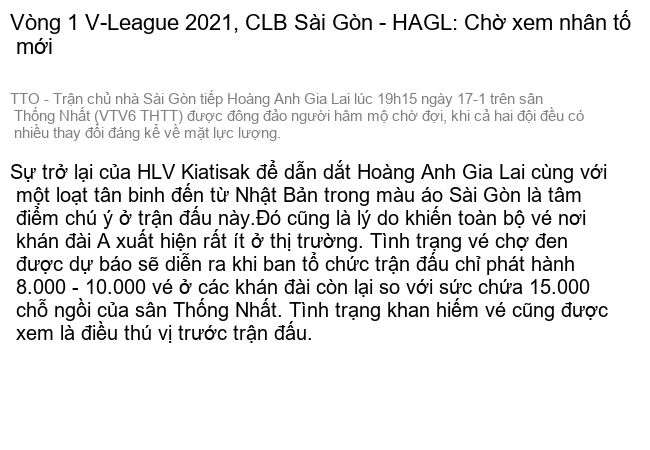 Vòng 1 V-League 2021, CLB Sài Gòn - HAGL: Chờ xem nhân tố
mới
TTO - Trận chủ nhà Sài Gòn tiếp Hoàng Anh Gia Lai lúc 19h15 ngày 17-1 trên sân
Thống Nhất (VTV6 THTT) được đông đảo người hâm mộ chờ đợi, khi cả hai đội đều có
nhiều thay đổi đáng kể về mặt lực lượng.
Sự trở lại của HLV Kiatisak để dẫn dắt Hoàng Anh Gia Lai cùng với
một loạt tân binh đến từ Nhật Bản trong màu áo Sài Gòn là tâm
điểm chú ý ở trận đấu này.Đó cũng là lý do khiến toàn bộ vé nơi
khán đài A xuất hiện rất ít ở thị trường. Tình trạng vé chợ đen
được dự báo sẽ diễn ra khi ban tổ chức trận đấu chỉ phát hành
8.000 - 10.000 vé ở các khán đài còn lại so với sức chứa 15.000
chỗ ngồi của sân Thống Nhất. Tình trạng khan hiếm vé cũng được
xem là điều thú vị trước trận đấu.